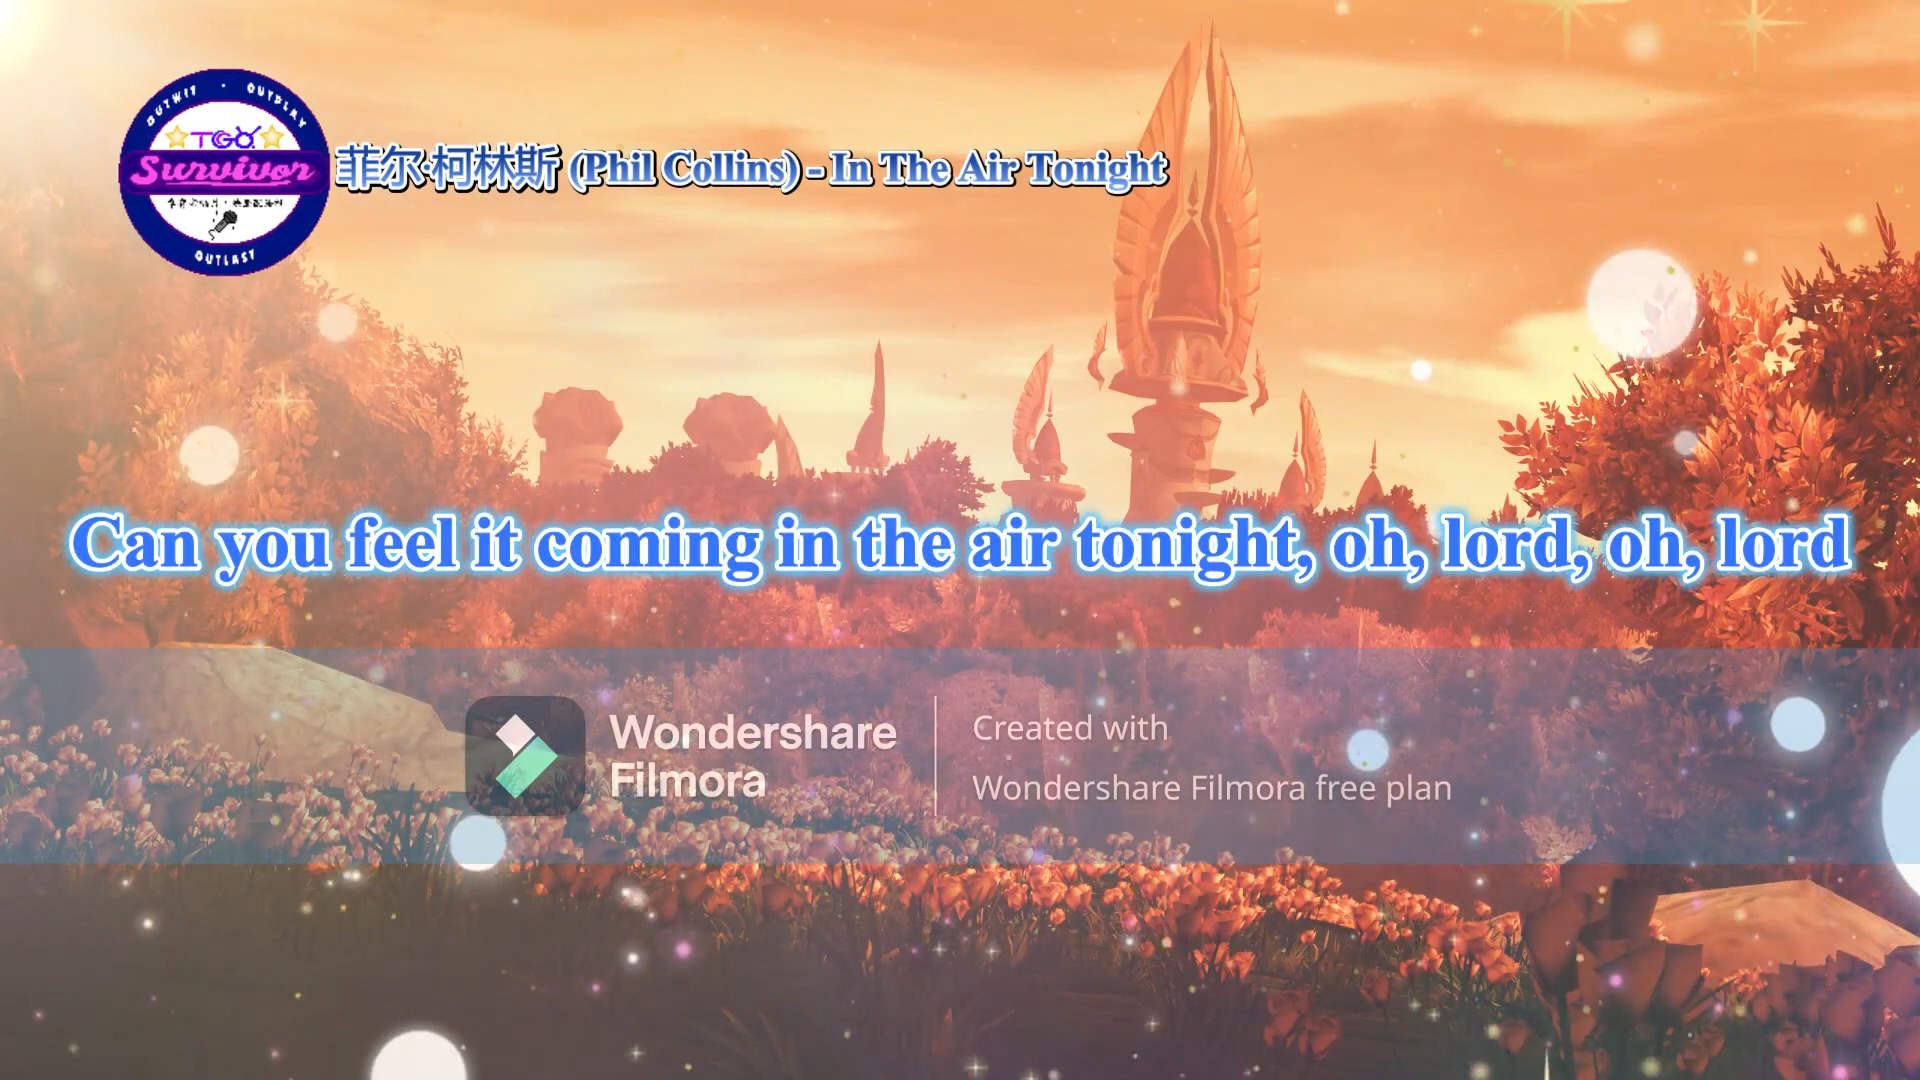 OUTWIT · OUTPLAY
TGO
Survivor
OUTLAST
菲尔·柯林斯 (Phil Collins) - In The Air Tonight
Can you feel it coming in the air tonight, oh, lord, oh, lord
Wondershare
Filmora
Created with
Wondershare Filmora free plan